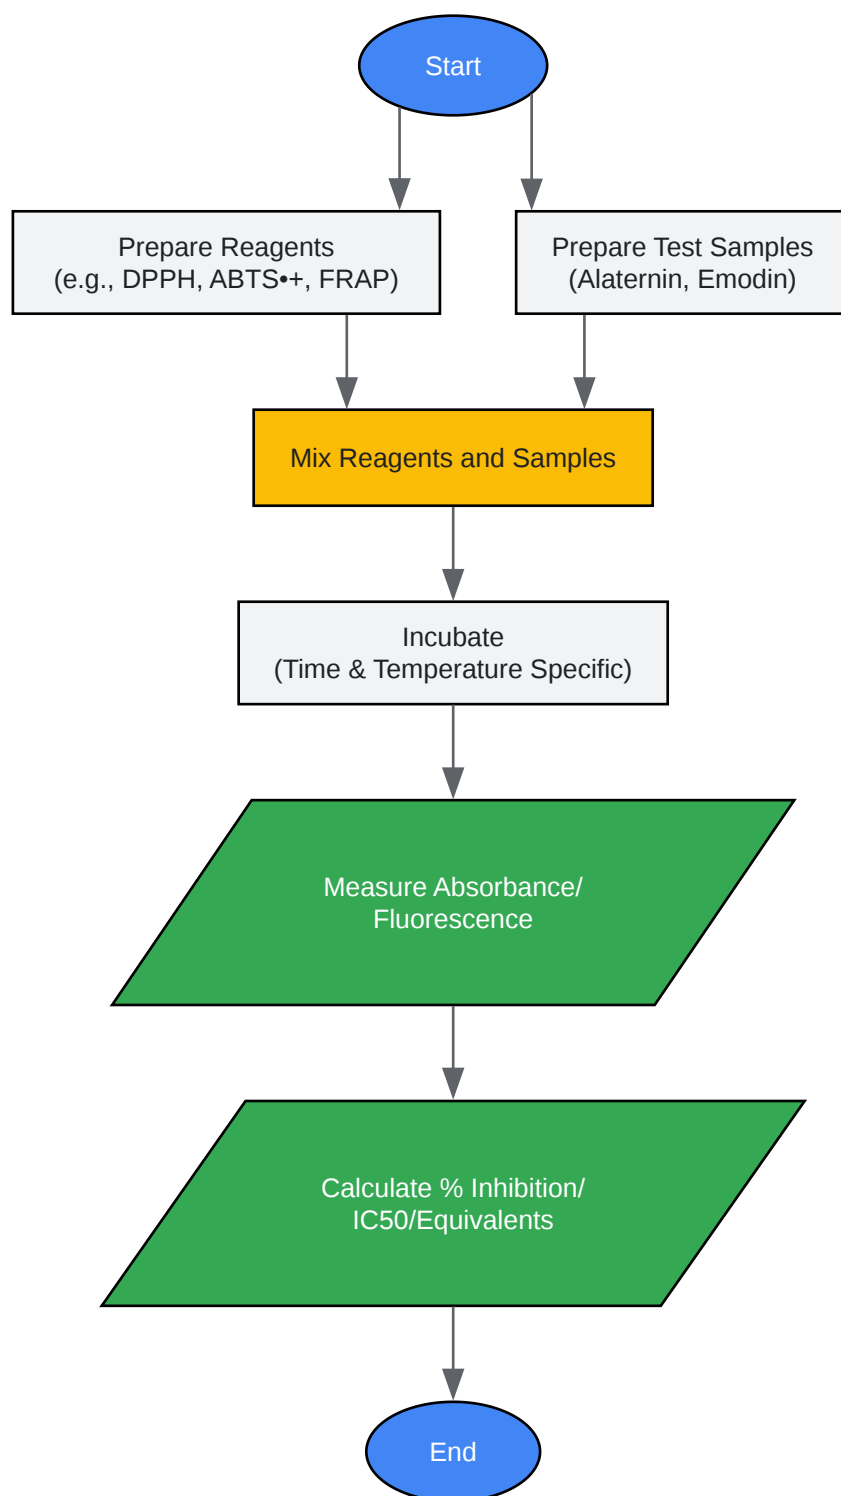 Start
Prepare Reagents
(e.g., DPPH, ABTS•+, FRAP)
Prepare Test Samples
(Alaternin, Emodin)
Mix Reagents and Samples
Incubate
(Time & Temperature Specific)
Measure Absorbance/
Fluorescence
Calculate % Inhibition/
IC50/Equivalents
End